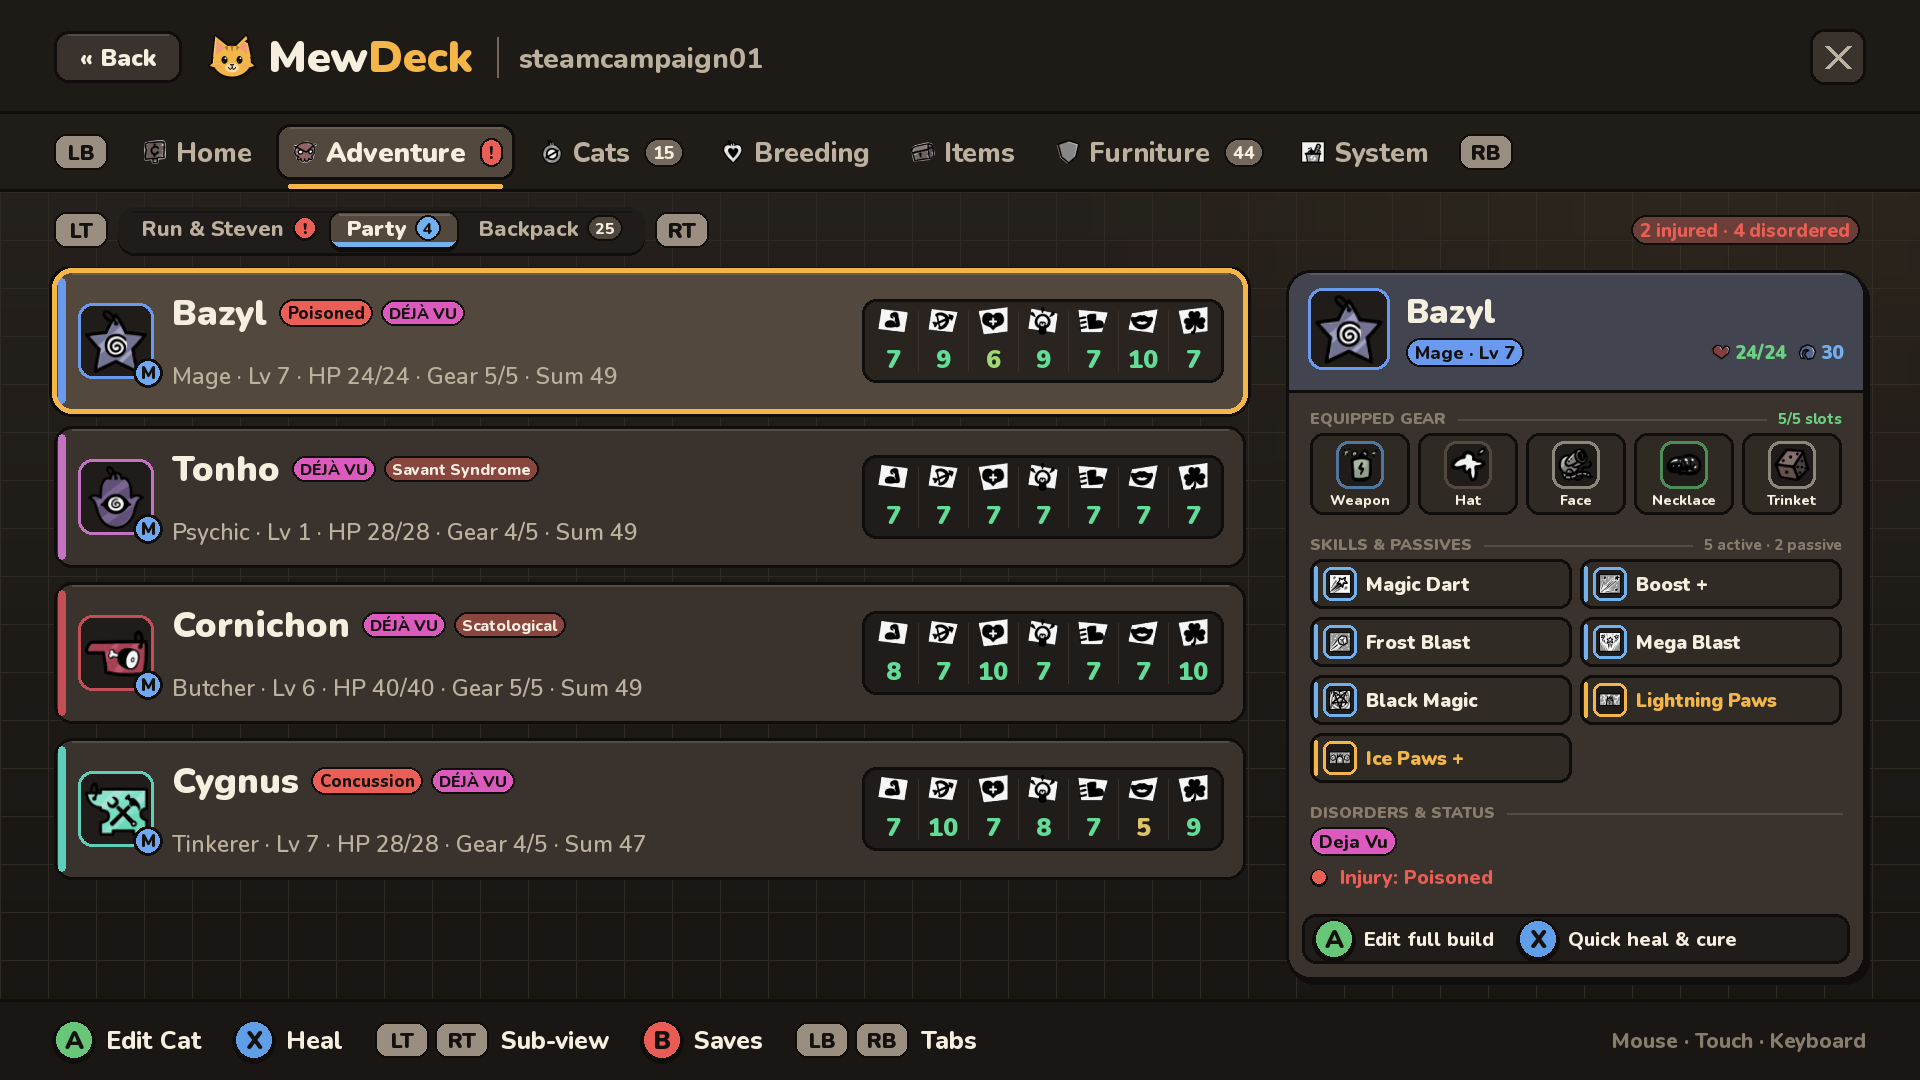 « Back MewDeck steamcampaign01
LB Home Adventure ! Cats 15 Breeding Items Furniture 44 System RB
LT Run & Steven ! Party 4 Backpack 25 RT 2 injured · 4 disordered
Bazyl Poisoned DÉJÀ VU
M
Mage · Lv 7 · HP 24/24 · Gear 5/5 · Sum 49
7 9 6 9 7 10 7
Tonho DÉJÀ VU Savant Syndrome
M
Psychic · Lv 1 · HP 28/28 · Gear 4/5 · Sum 49
7 7 7 7 7 7 7
Cornichon DÉJÀ VU Scatological
M
Butcher · Lv 6 · HP 40/40 · Gear 5/5 · Sum 49
8 7 10 7 7 7 10
Cygnus Concussion DÉJÀ VU
M
Tinkerer · Lv 7 · HP 28/28 · Gear 4/5 · Sum 47
7 10 7 8 7 5 9
Bazyl
Mage · Lv 7 24/24 30
EQUIPPED GEAR 5/5 slots
Weapon Hat Face Necklace Trinket
SKILLS & PASSIVES 5 active · 2 passive
Magic Dart Boost +
Frost Blast Mega Blast
Black Magic Lightning Paws
Ice Paws +
DISORDERS & STATUS
Deja Vu
Injury: Poisoned
A Edit full build X Quick heal & cure
A Edit Cat X Heal LT RT Sub-view B Saves LB RB Tabs Mouse · Touch · Keyboard